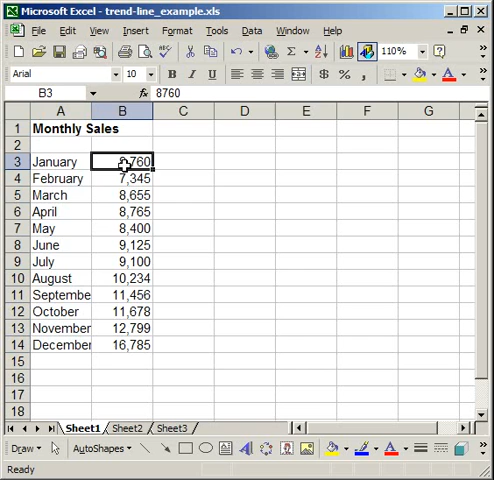 Microsoft Excel - trend-line_example.xls
File Edit View Insert Format Tools Data Window Help
110%
Arial 10 B I U $ %
B3 fx 8760
A B C D E F G
1 Monthly Sales
2
3 January 8,760
4 February 7,345
5 March 8,655
6 April 8,765
7 May 8,400
8 June 9,125
9 July 9,100
10 August 10,234
11 Septembe 11,456
12 October 11,678
13 November 12,799
14 December 16,785
15
16
17
18
Sheet1 Sheet2 Sheet3
Draw AutoShapes
Ready